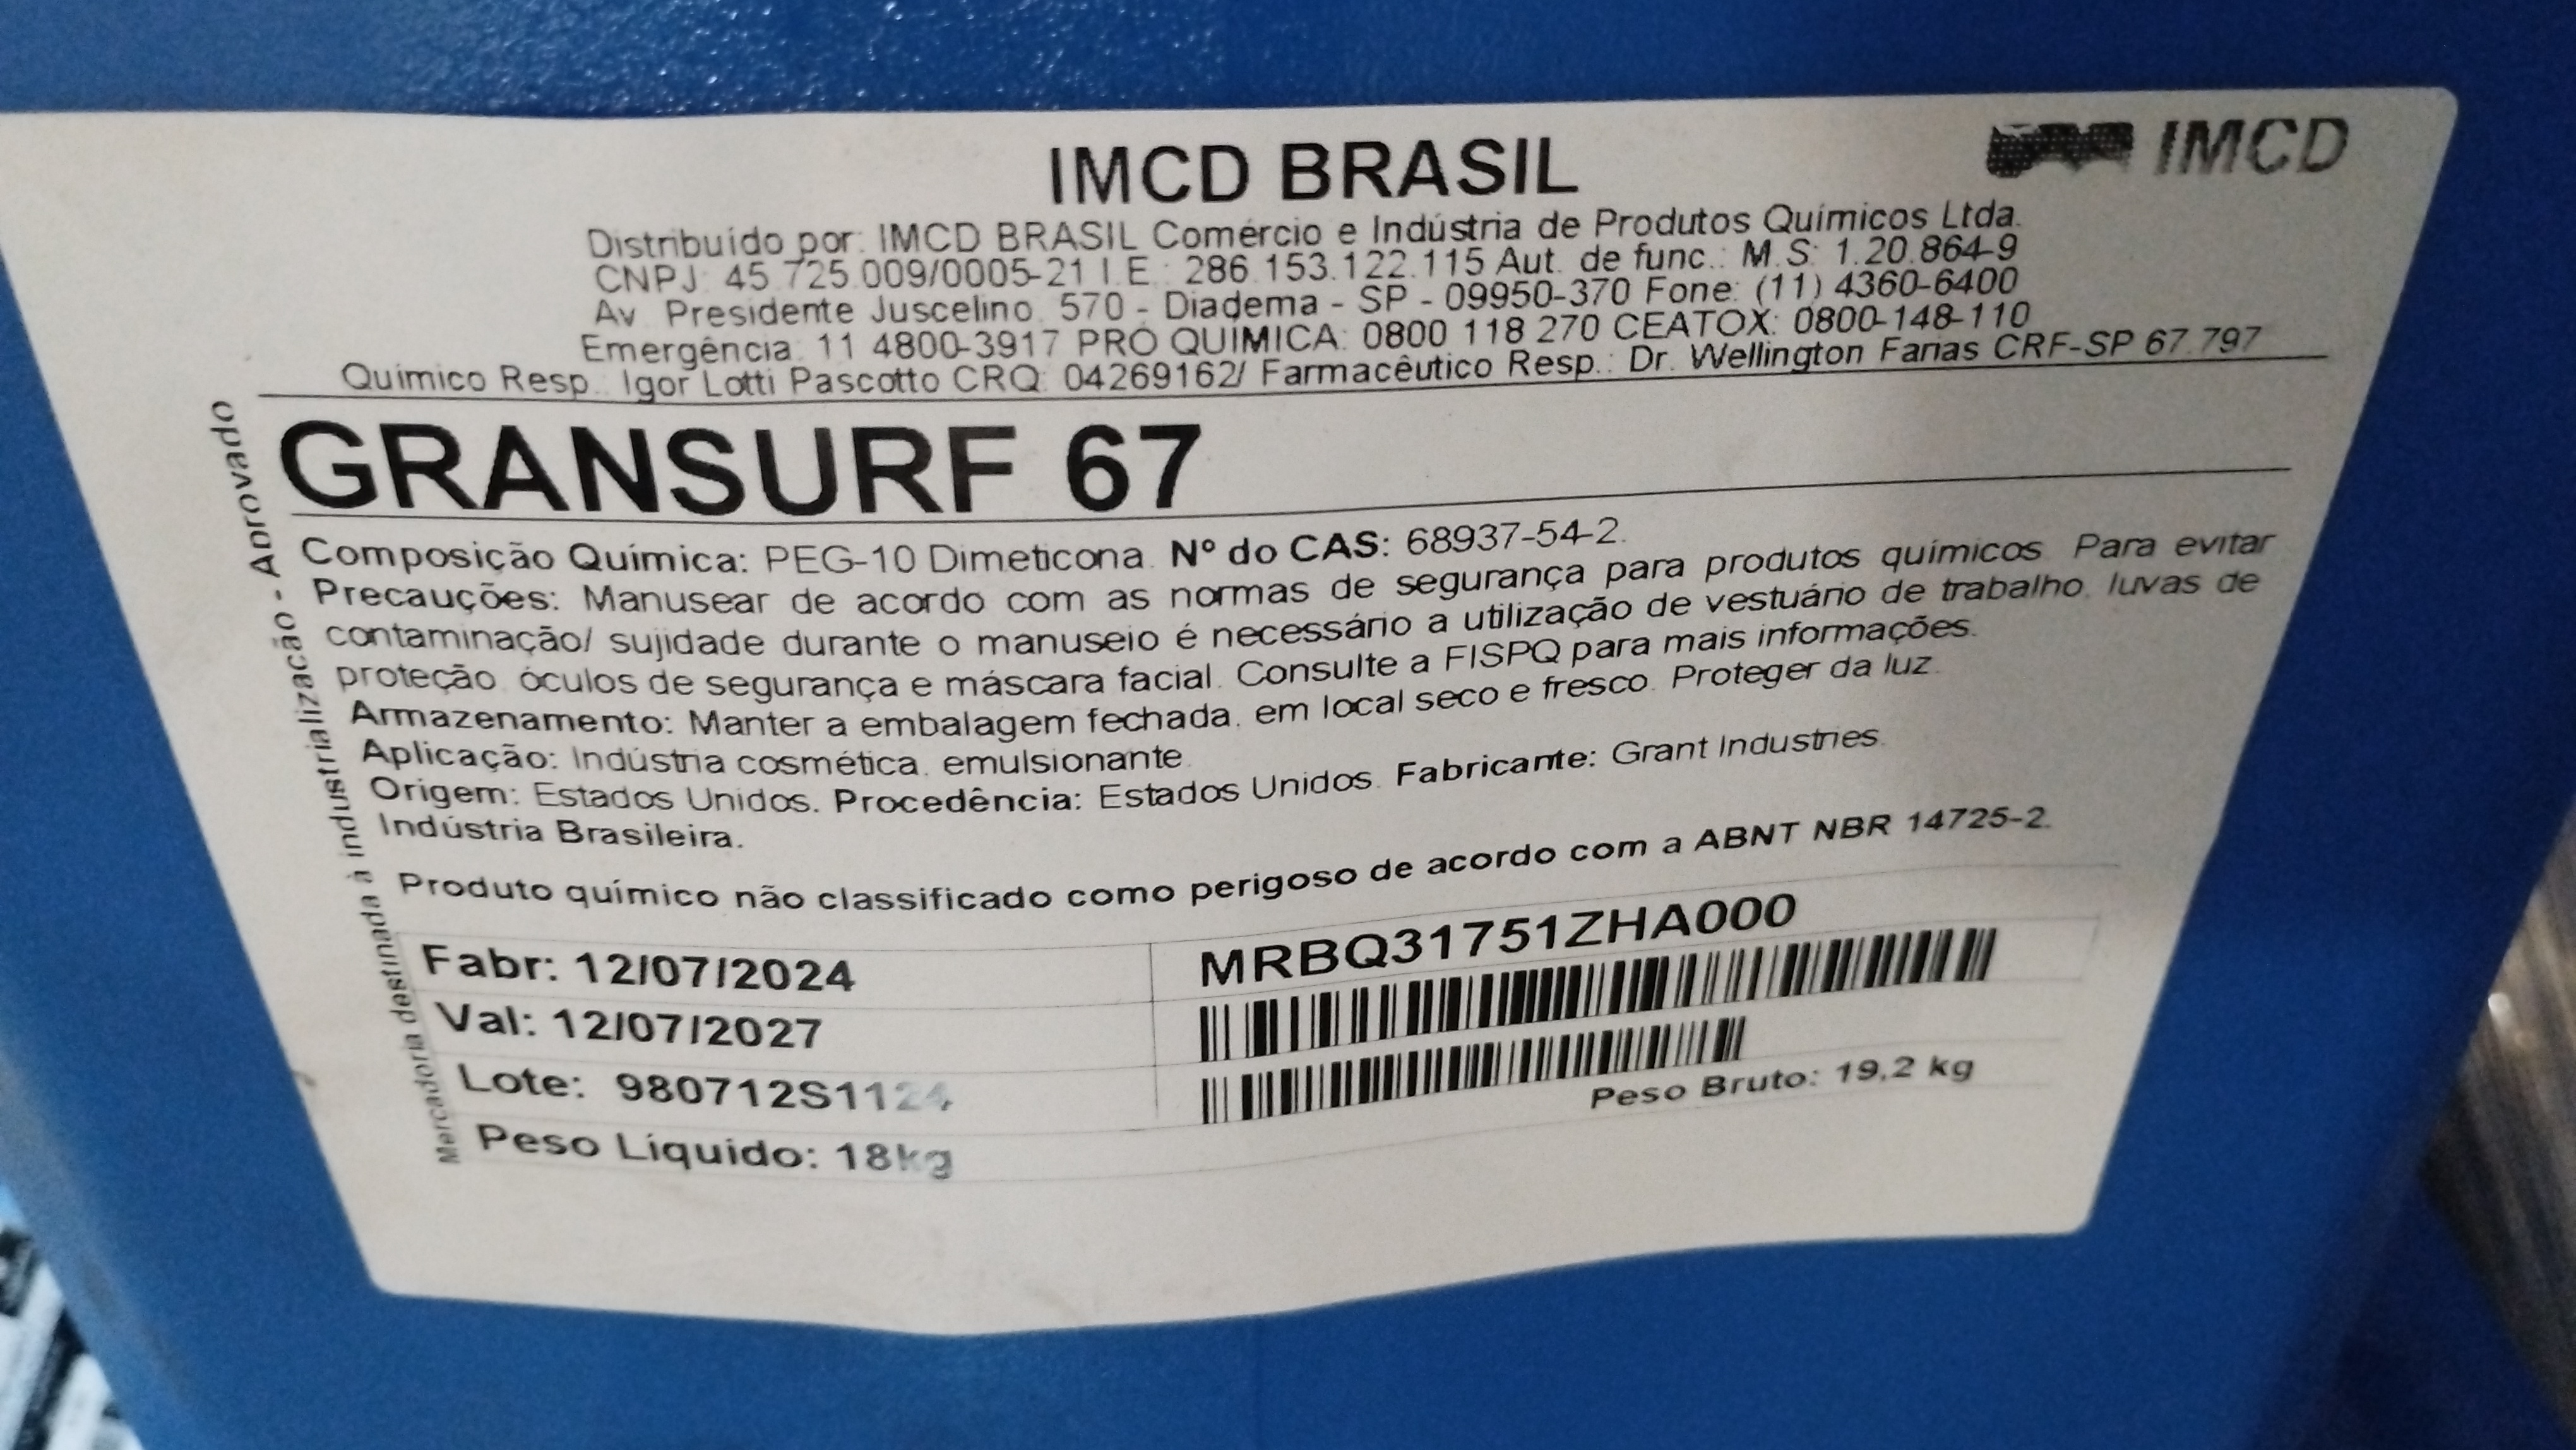 IMCD BRASIL
IMCD
Distribuído por: IMCD BRASIL Comércio e Indústria de Produtos Químicos Ltda.
CNPJ: 45.725.009/0005-21 I.E.: 286.153.122.115 Aut. de func.: M.S: 1.20.864-9
Av. Presidente Juscelino, 570 - Diadema - SP - 09950-370 Fone: (11) 4360-6400
Emergência: 11 4800-3917 PRÓ QUÍMICA: 0800 118 270 CEATOX: 0800-148-110
Químico Resp.: Igor Lotti Pascotto CRQ: 04269162/ Farmacêutico Resp.: Dr. Wellington Farias CRF-SP 67.797
GRANSURF 67
Composição Química: PEG-10 Dimeticona. Nº do CAS: 68937-54-2.
Precauções: Manusear de acordo com as normas de segurança para produtos químicos. Para evitar
contaminação/ sujidade durante o manuseio é necessário a utilização de vestuário de trabalho, luvas de
proteção, óculos de segurança e máscara facial. Consulte a FISPQ para mais informações.
Armazenamento: Manter a embalagem fechada, em local seco e fresco. Proteger da luz.
Aplicação: Indústria cosmética, emulsionante.
Origem: Estados Unidos. Procedência: Estados Unidos. Fabricante: Grant Industries.
Indústria Brasileira.
Produto químico não classificado como perigoso de acordo com a ABNT NBR 14725-2.
Fabr: 12/07/2024
MRBQ31751ZHA000
Val: 12/07/2027
Lote: 980712S1124
Peso Líquido: 18kg
Peso Bruto: 19,2 kg
Mercadoria destinada à industrialização - Aprovado